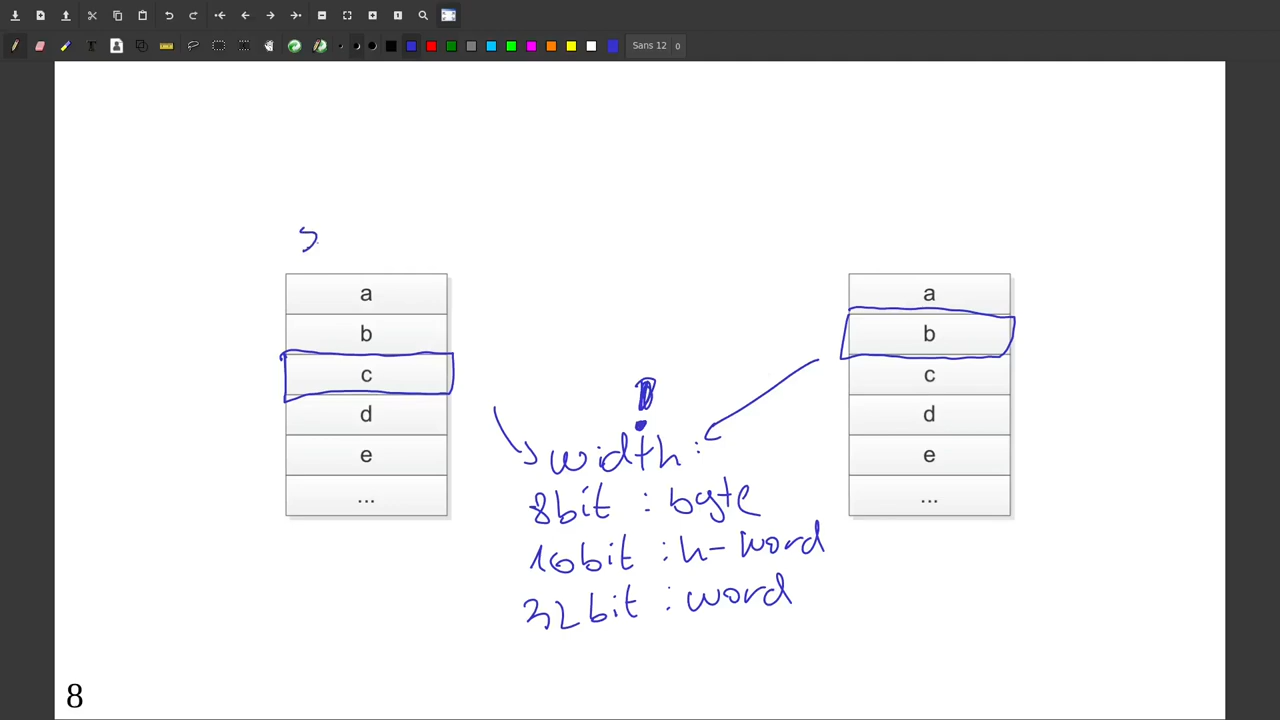 Sans 12
s
a
b
c
d
e
...
a
b
c
d
e
...
width:
8bit : byte
16bit : h-word
32bit : word
8